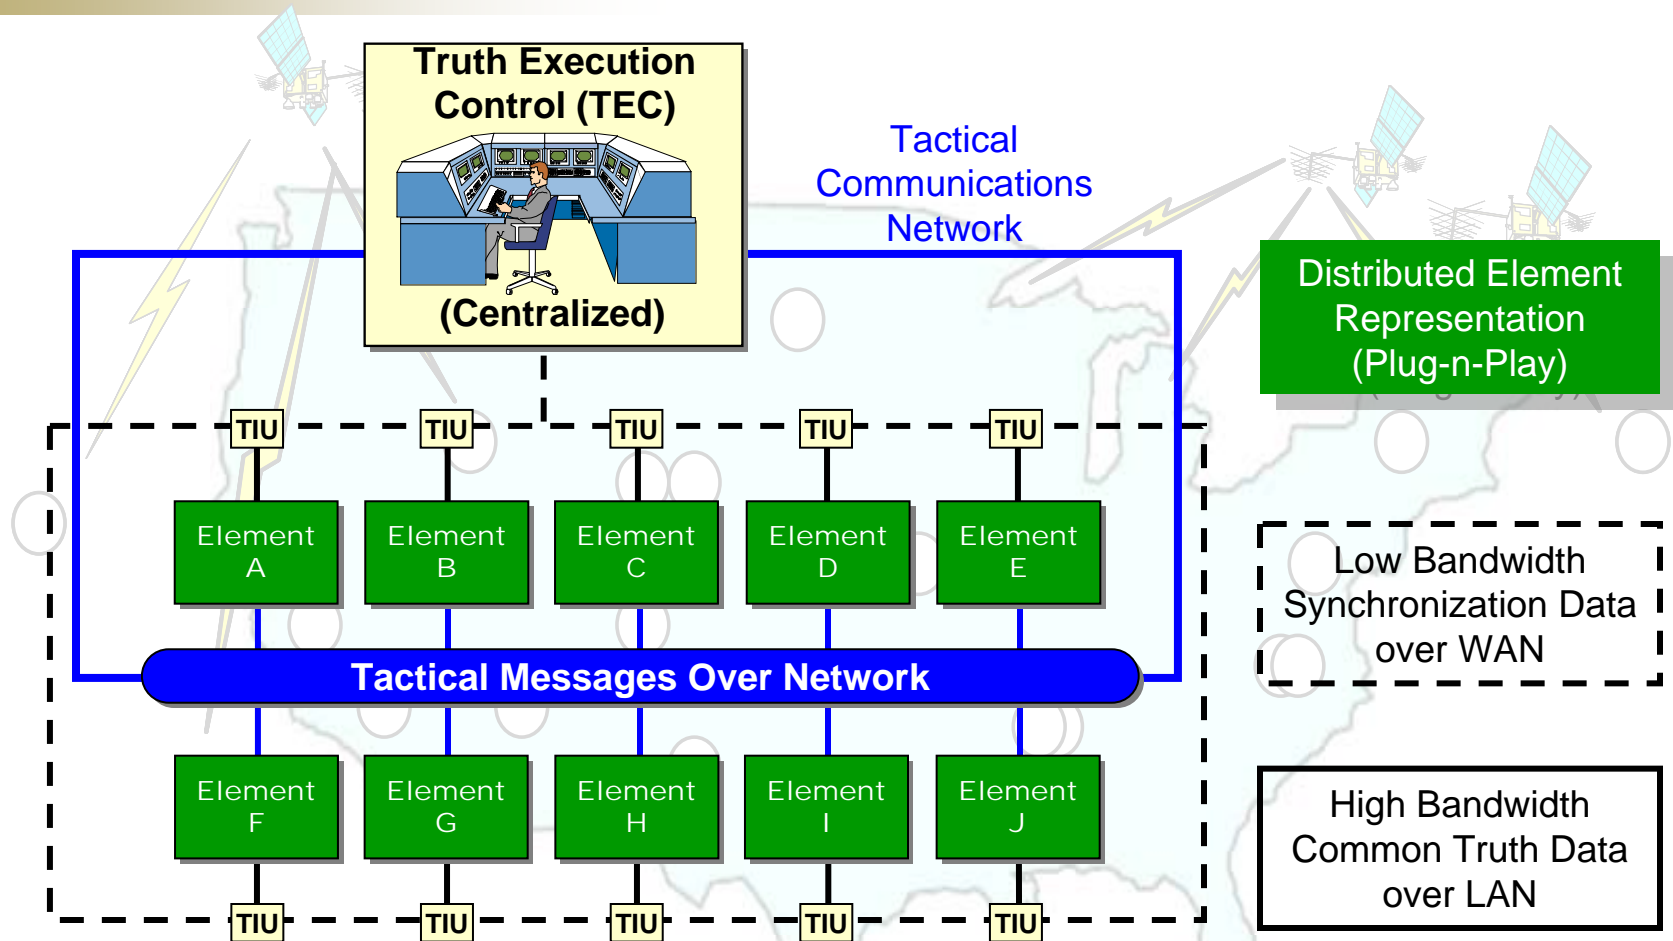 Truth Execution
Control (TEC)
(Centralized)
Tactical
Communications
Network
Distributed Element
Representation
(Plug-n-Play)
TIU
TIU
TIU
TIU
TIU
Element
A
Element
B
Element
C
Element
D
Element
E
Low Bandwidth
Synchronization Data
over WAN
Tactical Messages Over Network
Element
F
Element
G
Element
H
Element
I
Element
J
High Bandwidth
Common Truth Data
over LAN
TIU
TIU
TIU
TIU
TIU